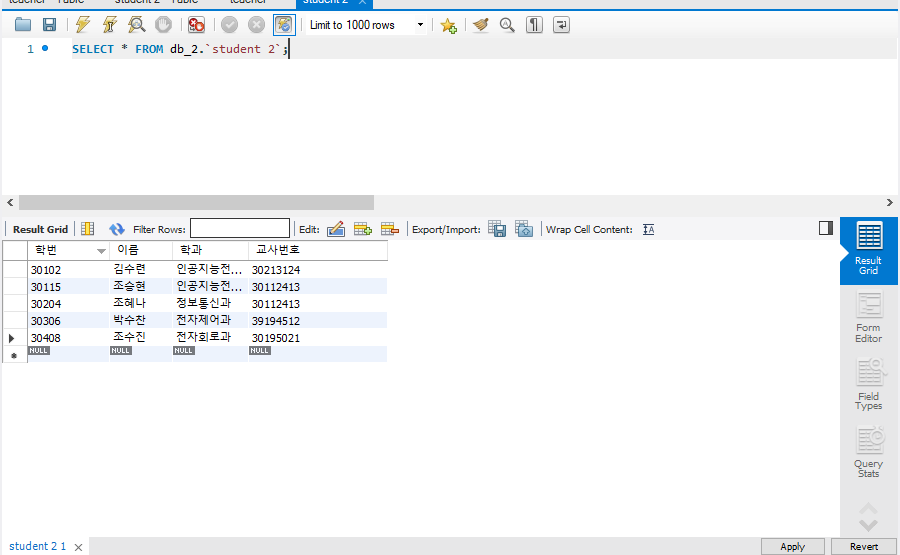 teacher - Table
student 2 - Table
teacher
student 2
Limit to 1000 rows
1
SELECT * FROM db_2.`student 2`;
Result Grid
Filter Rows:
Edit:
Export/Import:
Wrap Cell Content:
학번 이름 학과 교사번호
30102 김수련 인공지능전... 30213124
30115 조승현 인공지능전... 30112413
30204 조혜나 정보통신과 30112413
30306 박수찬 전자제어과 39194512
30408 조수진 전자회로과 30195021
NULL NULL NULL NULL
Result
Grid
Form
Editor
Field
Types
Query
Stats
student 2 1
Apply
Revert